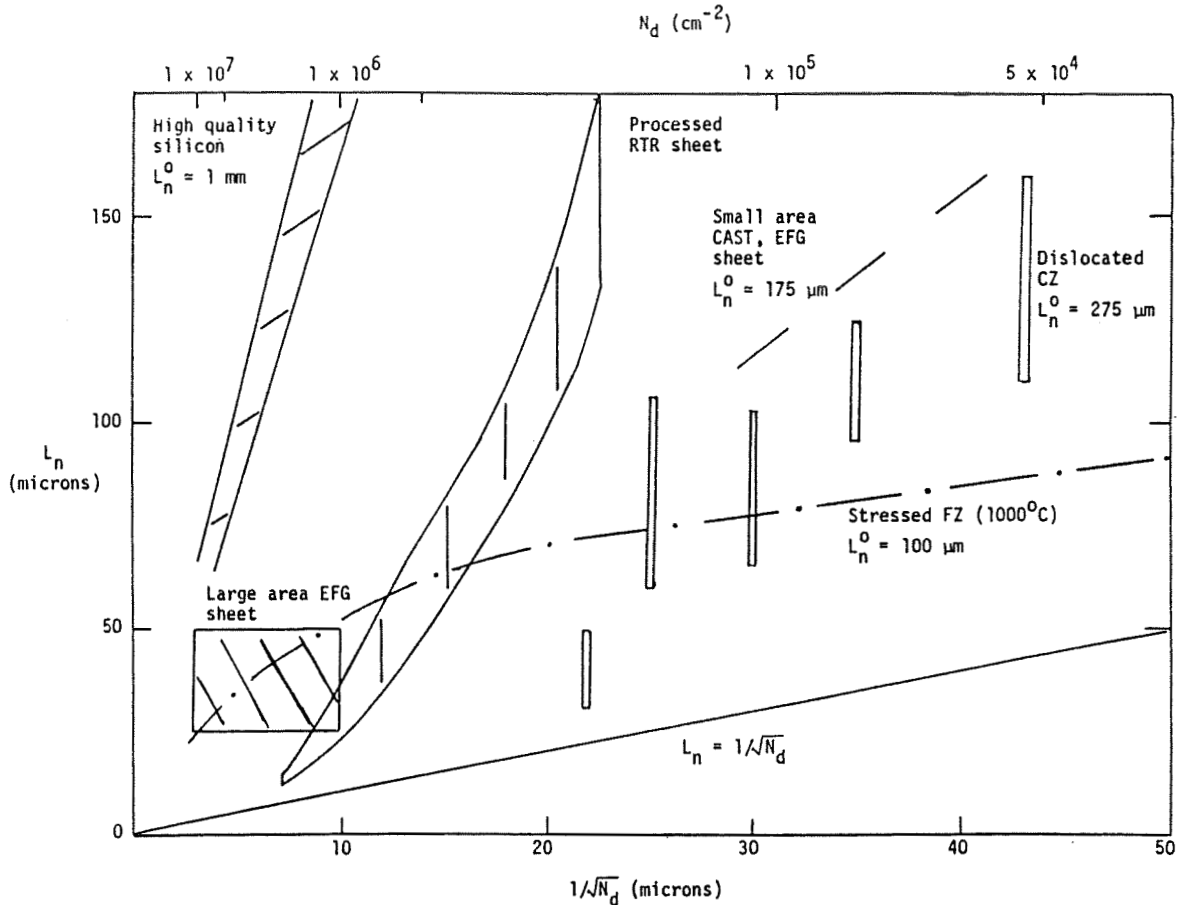 N_d (cm^-2)
1 x 10^7 1 x 10^6 1 x 10^5 5 x 10^4
High quality
silicon
L_n^o ≃ 1 mm
Processed
RTR sheet
Small area
CAST, EFG
sheet
L_n^o ≃ 175 μm
Dislocated
CZ
L_n^o = 275 μm
150
100
L_n
(microns)
Stressed FZ (1000°C)
L_n^o = 100 μm
Large area EFG
sheet
50
L_n = 1/√N_d
0
10 20 30 40 50
1/√N_d (microns)